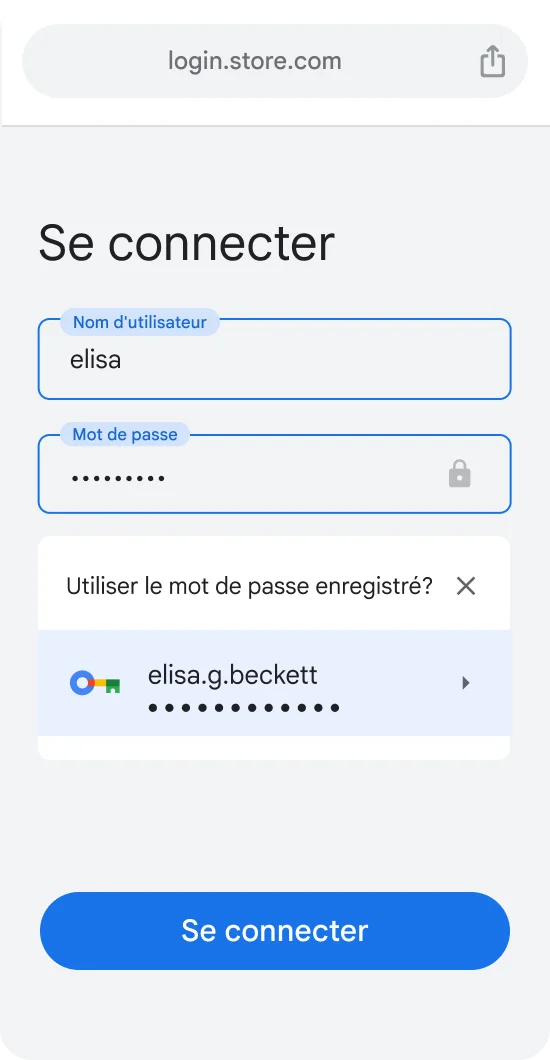 login.store.com
Se connecter
Nom d'utilisateur
elisa
Mot de passe
•••••••••
Utiliser le mot de passe enregistré?
elisa.g.beckett
••••••••••••
Se connecter